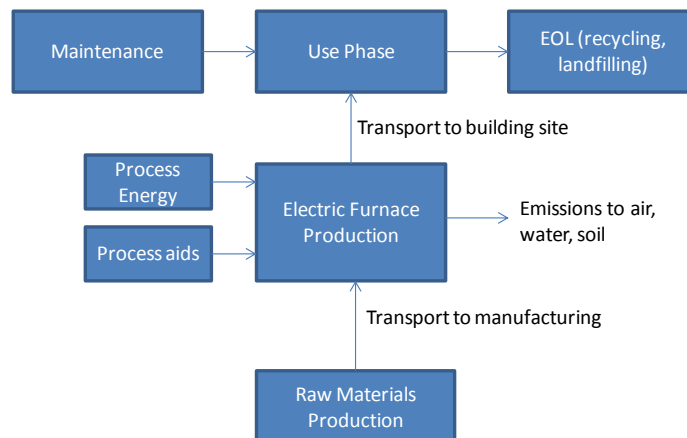 Maintenance
Use Phase
EOL (recycling,
landfilling)
Transport to building site
Process
Energy
Electric Furnace
Production
Emissions to air,
water, soil
Process aids
Transport to manufacturing
Raw Materials
Production